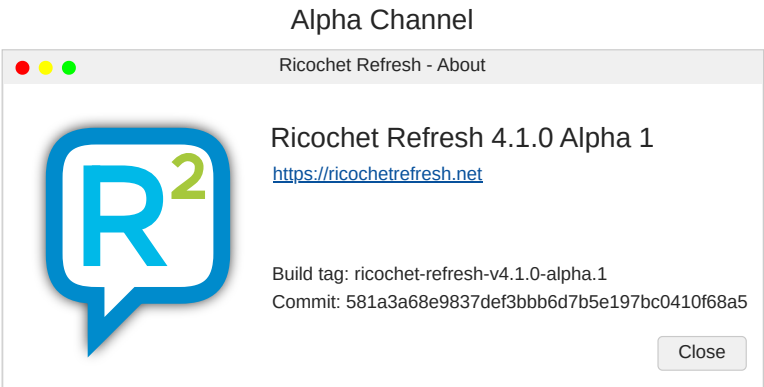 Alpha Channel
Ricochet Refresh - About
R2
Ricochet Refresh 4.1.0 Alpha 1
https://ricochetrefresh.net
Build tag: ricochet-refresh-v4.1.0-alpha.1
Commit: 581a3a68e9837def3bbb6d7b5e197bc0410f68a5
Close